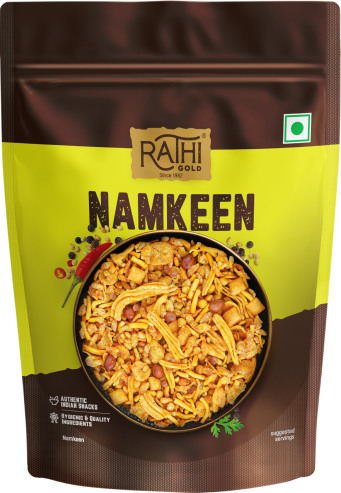 RATHI®
GOLD
Since 1982
NAMKEEN
AUTHENTIC
INDIAN SNACKS
HYGIENIC & QUALITY
INGREDIENTS
Namkeen
suggested
servings